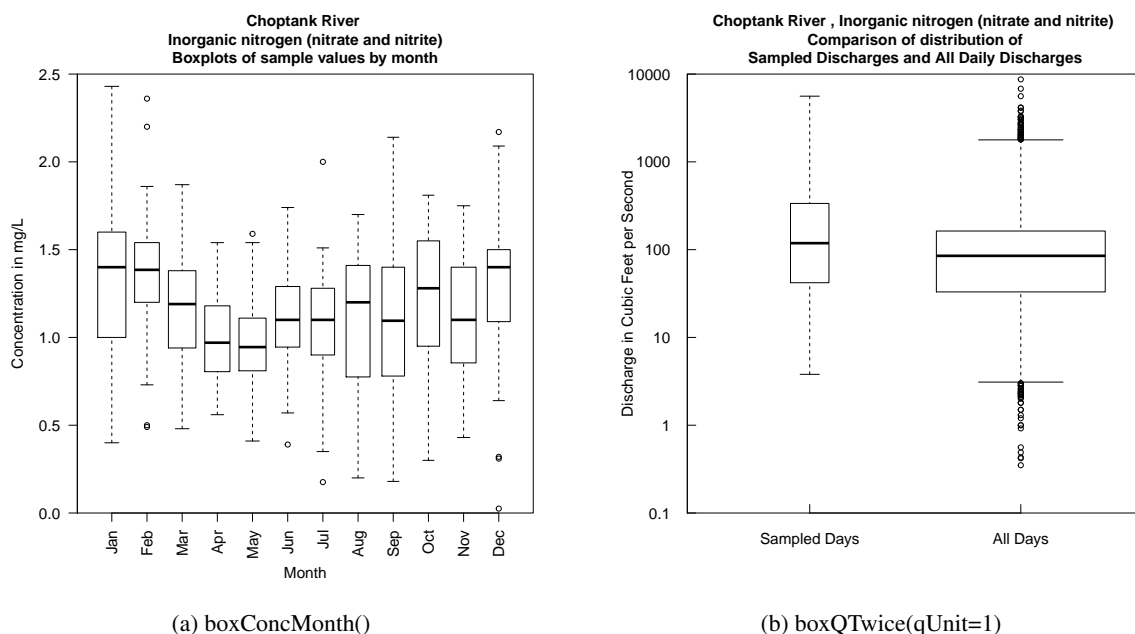 Choptank River
Inorganic nitrogen (nitrate and nitrite)
Boxplots of sample values by month
2.5
2.0
1.5
1.0
0.5
0.0
Concentration in mg/L
Jan
Feb
Mar
Apr
May
Jun
Jul
Aug
Sep
Oct
Nov
Dec
Month
(a) boxConcMonth()
Choptank River , Inorganic nitrogen (nitrate and nitrite)
Comparison of distribution of
Sampled Discharges and All Daily Discharges
10000
1000
100
10
1
0.1
Discharge in Cubic Feet per Second
Sampled Days
All Days
(b) boxQTwice(qUnit=1)